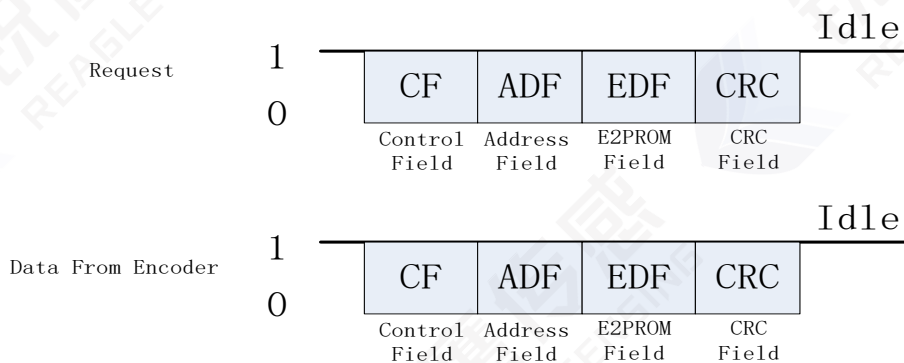 Idle
Request
1
0
CF ADF EDF CRC
Control Address E2PROM CRC
Field Field Field Field
Idle
Data From Encoder
1
0
CF ADF EDF CRC
Control Address E2PROM CRC
Field Field Field Field
REAGLE